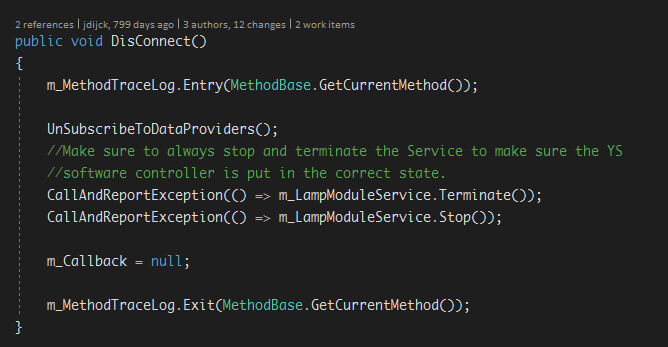 2 references | jdijck, 799 days ago | 3 authors, 12 changes | 2 work items
public void DisConnect()
{
m_MethodTraceLog.Entry(MethodBase.GetCurrentMethod());
UnSubscribeToDataProviders();
//Make sure to always stop and terminate the Service to make sure the YS
//software controller is put in the correct state.
CallAndReportException(() => m_LampModuleService.Terminate());
CallAndReportException(() => m_LampModuleService.Stop());
m_Callback = null;
m_MethodTraceLog.Exit(MethodBase.GetCurrentMethod());
}